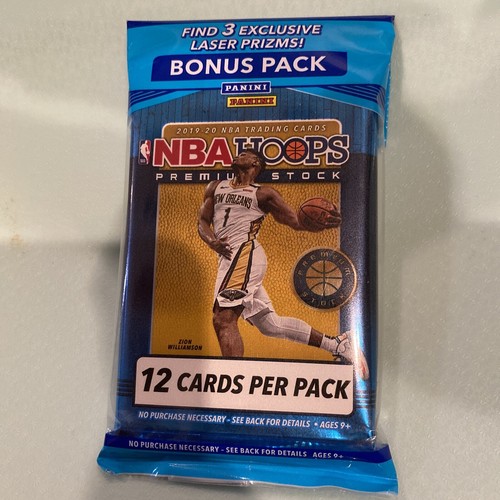 FIND 3 EXCLUSIVE
LASER PRIZMS!
BONUS PACK
PANINI
PANINI
2019-20 NBA TRADING CARDS
NBA HOOPS
PREMIUM STOCK
NEW ORLEANS
1
PREMIUM
STOCK
ZION
WILLIAMSON
12 CARDS PER PACK
NO PURCHASE NECESSARY - SEE BACK FOR DETAILS • AGES 9+
NO PURCHASE NECESSARY - SEE BACK FOR DETAILS AGES 9+